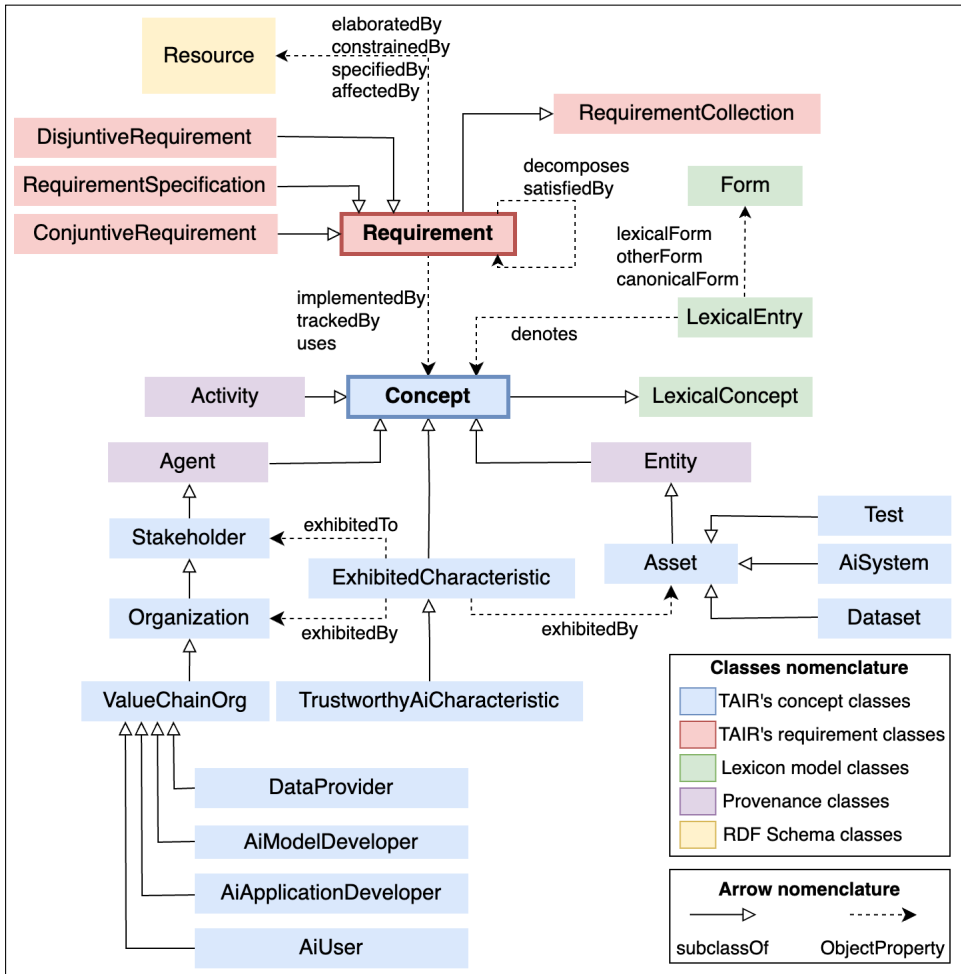 Resource
elaboratedBy
constrainedBy
specifiedBy
affectedBy
RequirementCollection
DisjuntiveRequirement
RequirementSpecification
ConjuntiveRequirement
Requirement
decomposes
satisfiedBy
Form
lexicalForm
otherForm
canonicalForm
LexicalEntry
implementedBy
trackedBy
uses
denotes
Activity
Concept
LexicalConcept
Agent
Entity
Stakeholder
exhibitedTo
ExhibitedCharacteristic
Asset
Test
AiSystem
Dataset
Organization
exhibitedBy
exhibitedBy
ValueChainOrg
TrustworthyAiCharacteristic
DataProvider
AiModelDeveloper
AiApplicationDeveloper
AiUser
Classes nomenclature
TAIR's concept classes
TAIR's requirement classes
Lexicon model classes
Provenance classes
RDF Schema classes
Arrow nomenclature
subclassOf
ObjectProperty